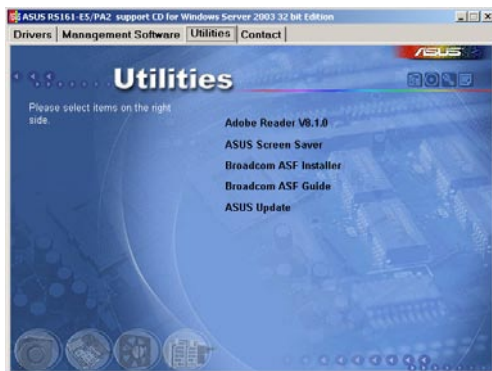 ASUS RS161-E5/PA2 support CD for Windows Server 2003 32 bit Edition
Drivers Management Software Utilities Contact
ASUS
Utilities
Please select items on the right
side.
Adobe Reader V8.1.0
ASUS Screen Saver
Broadcom ASF Installer
Broadcom ASF Guide
ASUS Update